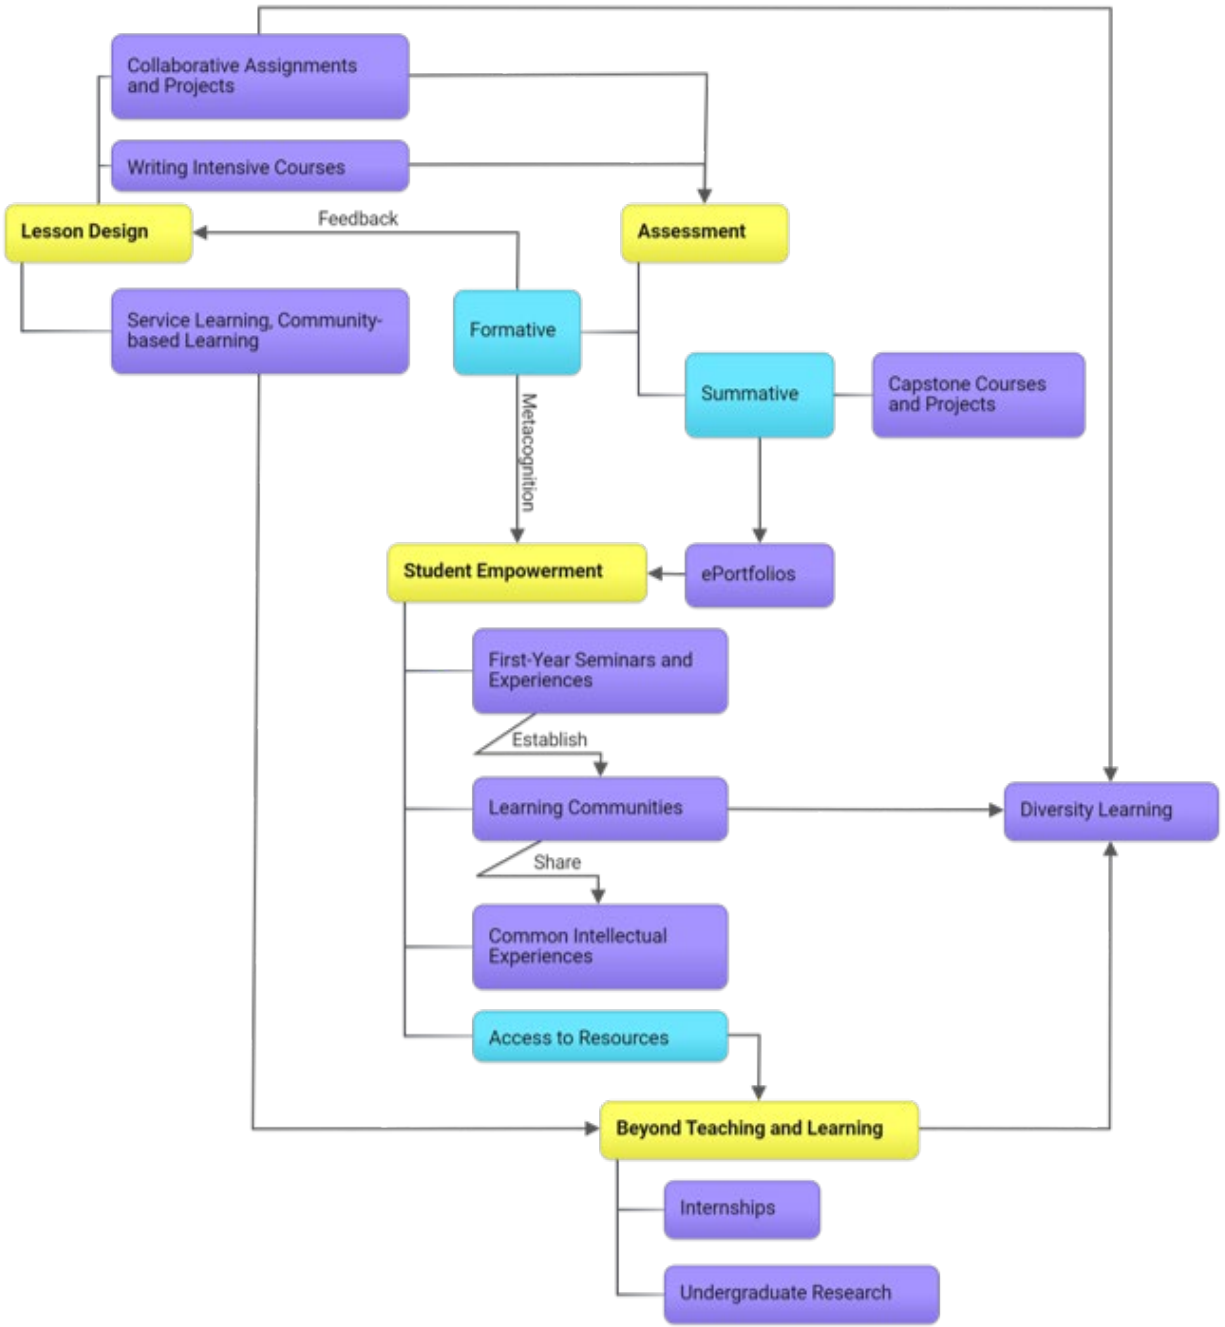 Collaborative Assignments
and Projects
Writing Intensive Courses
Lesson Design
Feedback
Assessment
Service Learning, Community-
based Learning
Formative
Summative
Capstone Courses
and Projects
Metacognition
Student Empowerment
ePortfolios
First-Year Seminars and
Experiences
Establish
Learning Communities
Diversity Learning
Share
Common Intellectual
Experiences
Access to Resources
Beyond Teaching and Learning
Internships
Undergraduate Research